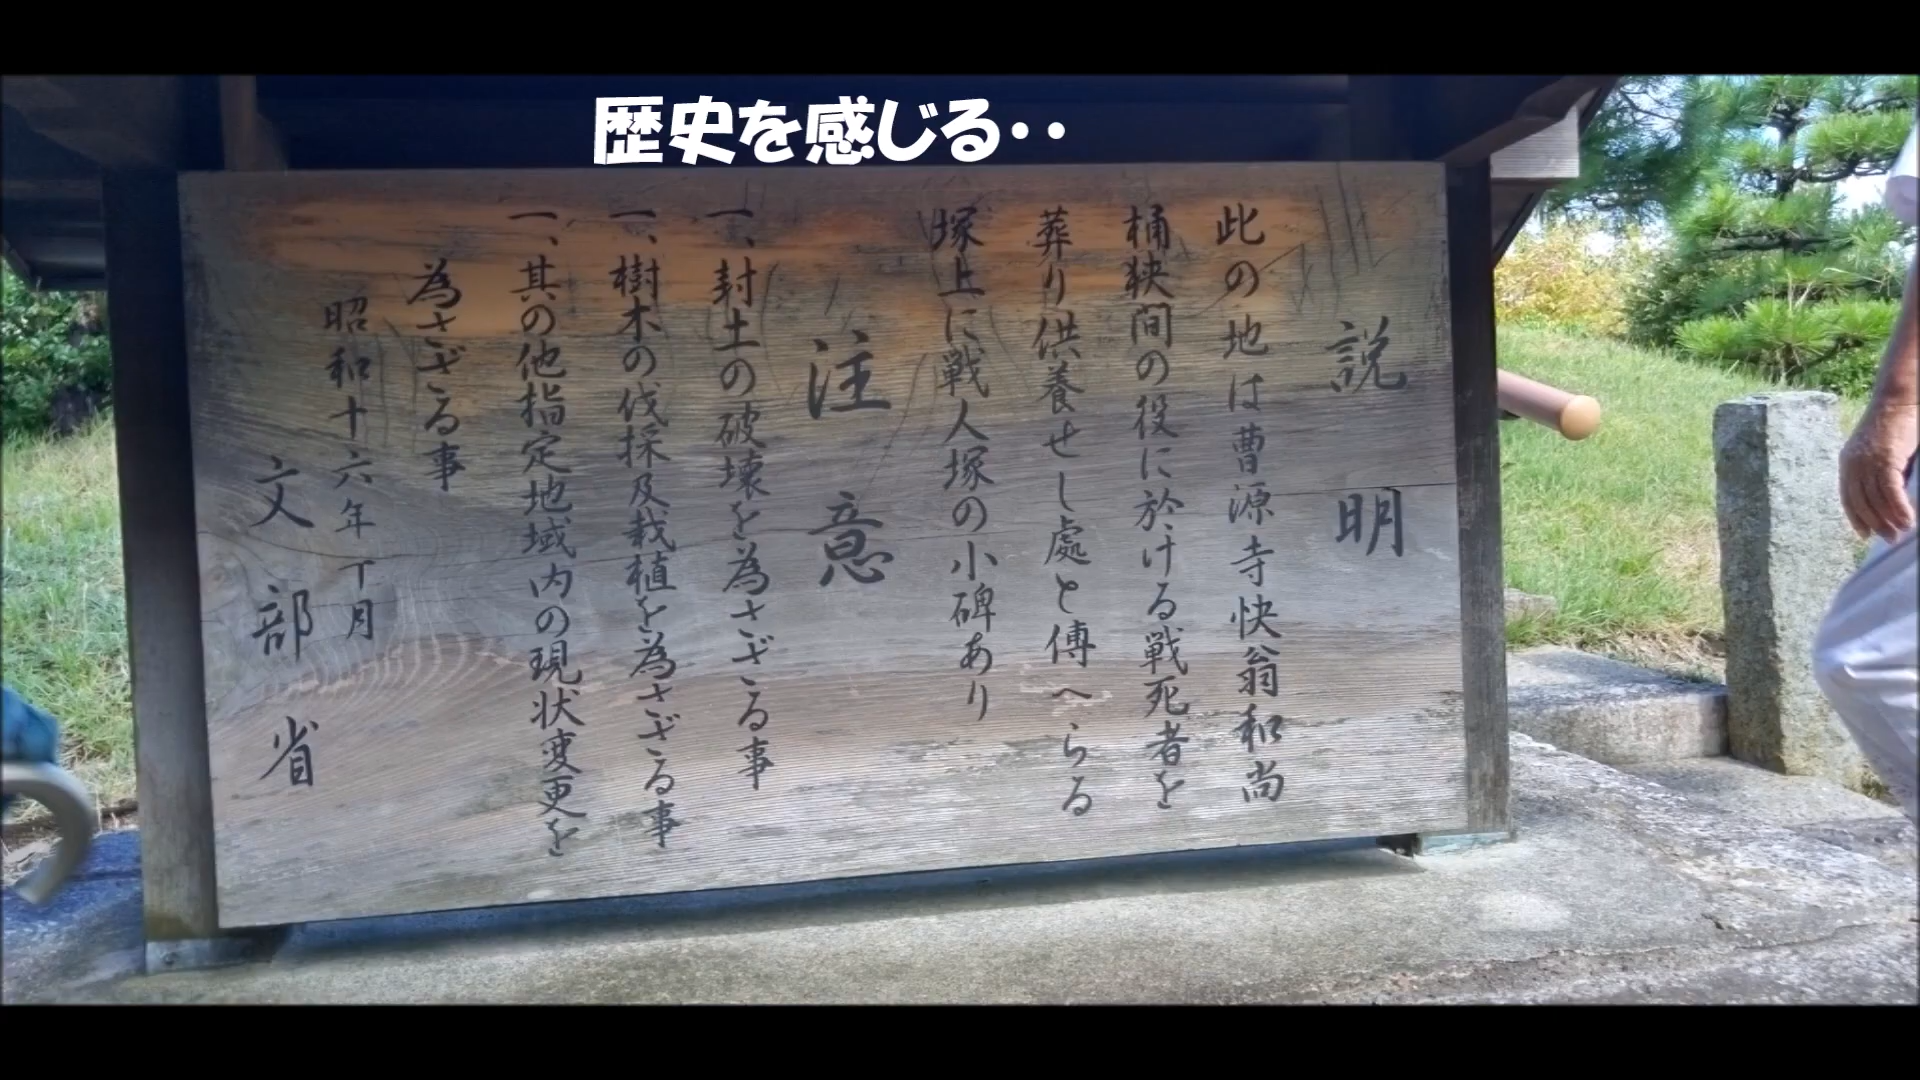 歴史を感じる・・
説明
此の地は曹源寺快翁和尚
桶狭間の役に於ける戦死者を
葬り供養せし處と傳へらる
塚上に戦人塚の小碑あり
注意
一、封土の破壊を為さざる事
一、樹木の伐採及栽植を為さざる事
一、其の他指定地域内の現状変更を
為さざる事
昭和十六年丁月
文部省